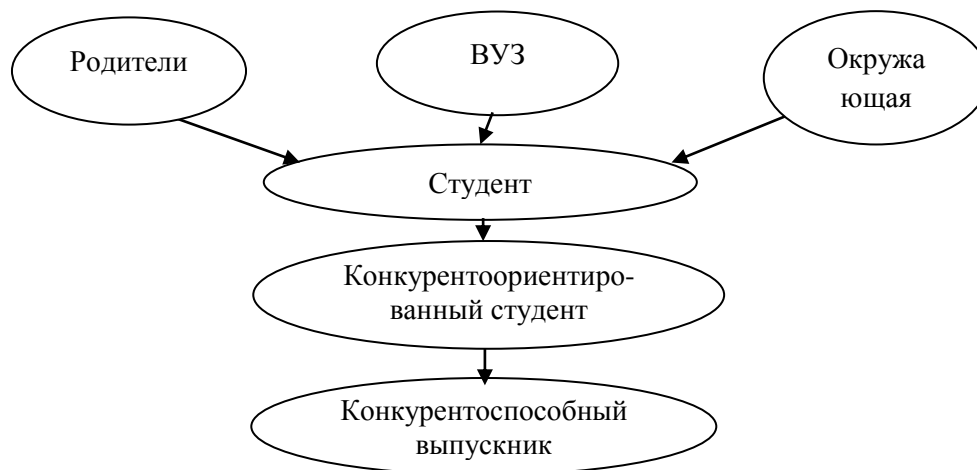 Родители
ВУЗ
Окружа
ющая
Студент
Конкурентоориентиро-
ванный студент
Конкурентоспособный
выпускник